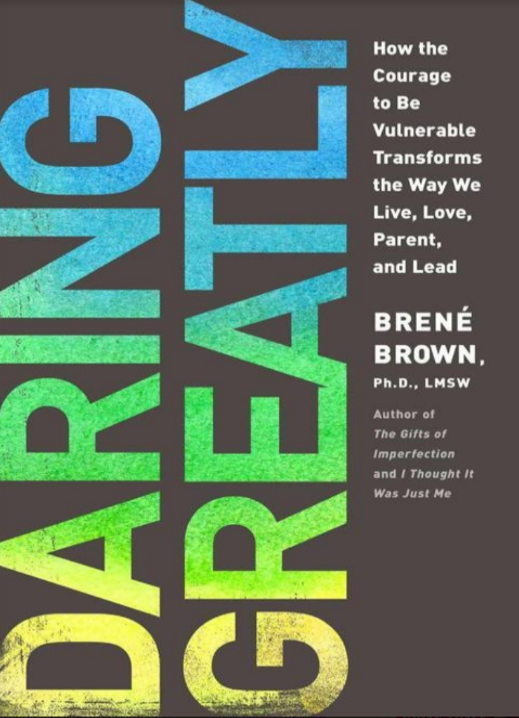 DARING
GREATLY
How the
Courage
to Be
Vulnerable
Transforms
the Way We
Live, Love,
Parent,
and Lead
BRENÉ
BROWN,
Ph.D., LMSW
Author of
The Gifts of
Imperfection
and I Thought It
Was Just Me